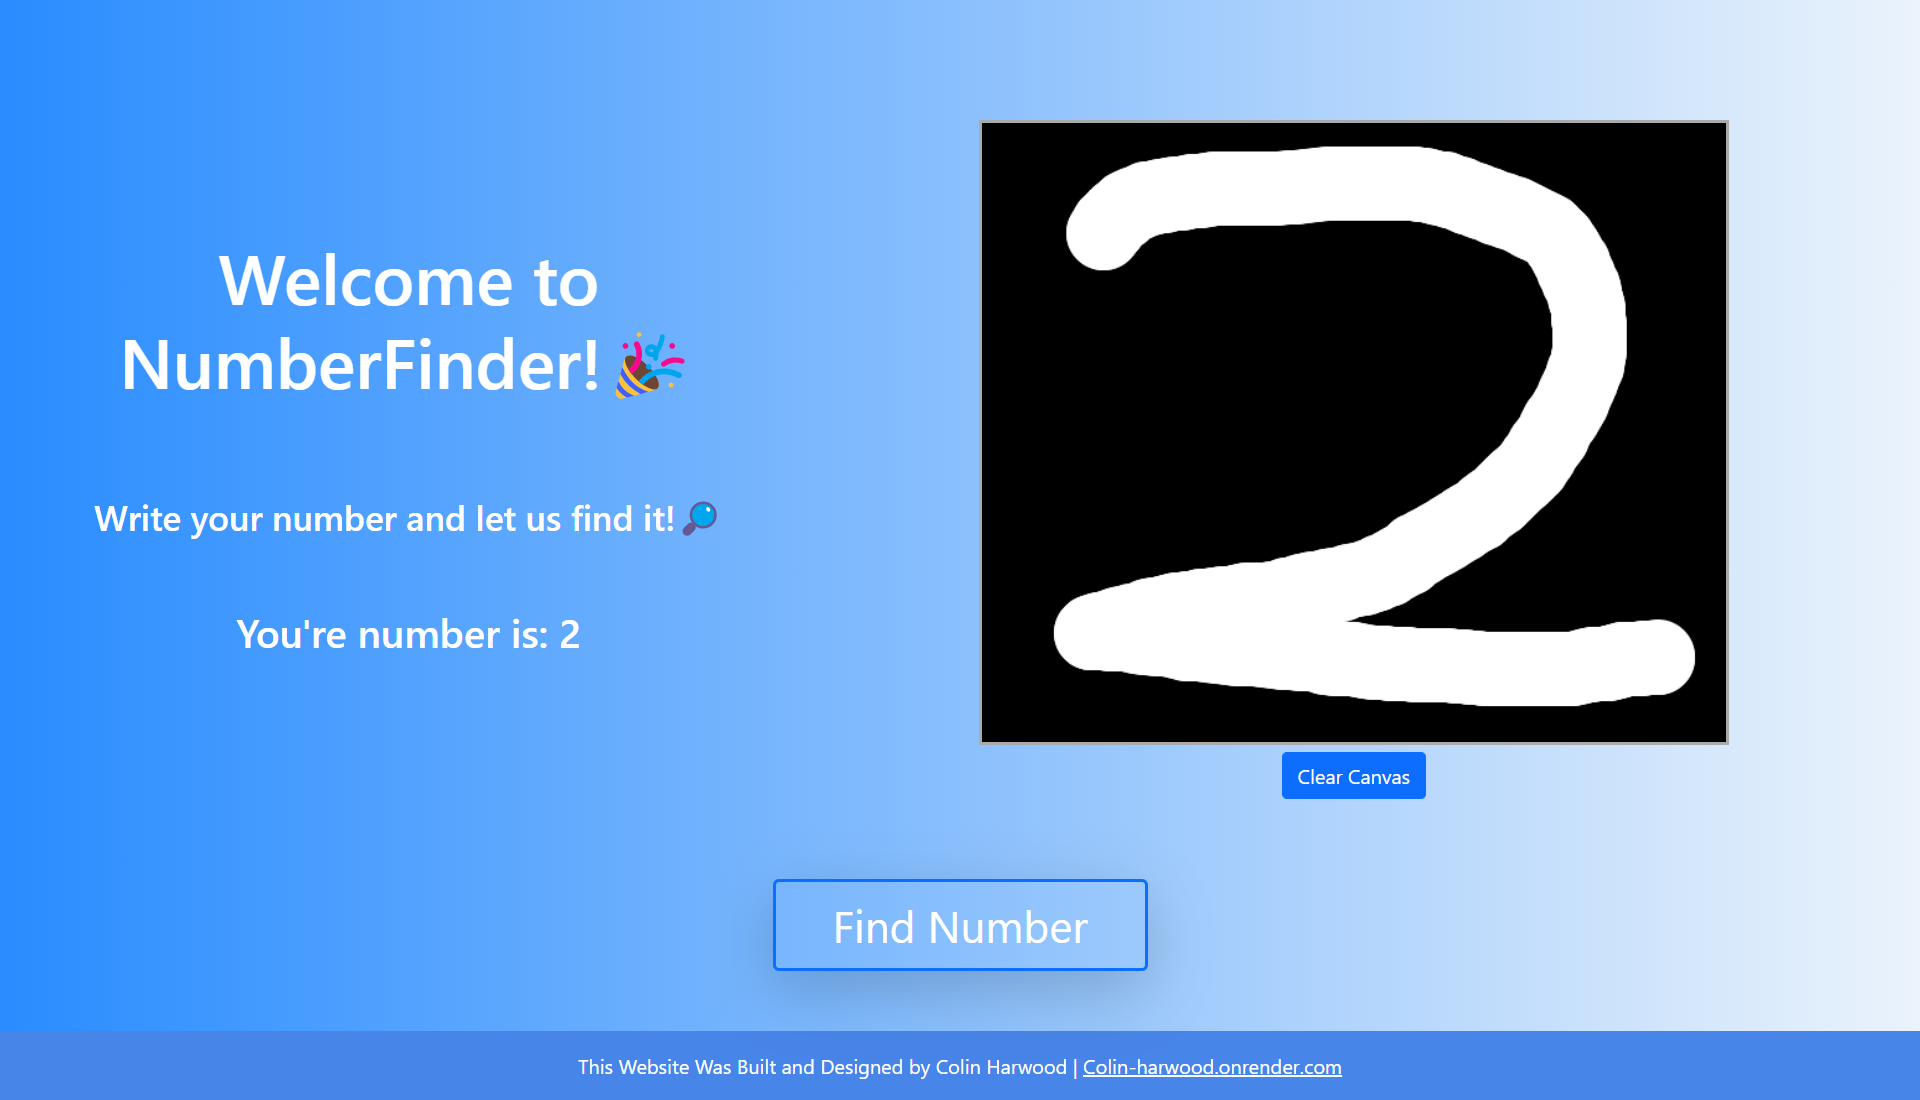 Welcome to
NumberFinder! 🎉
Write your number and let us find it! 🔎
You're number is: 2
2
Clear Canvas
Find Number
This Website Was Built and Designed by Colin Harwood | Colin-harwood.onrender.com